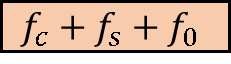 f_c + f_s + f_0